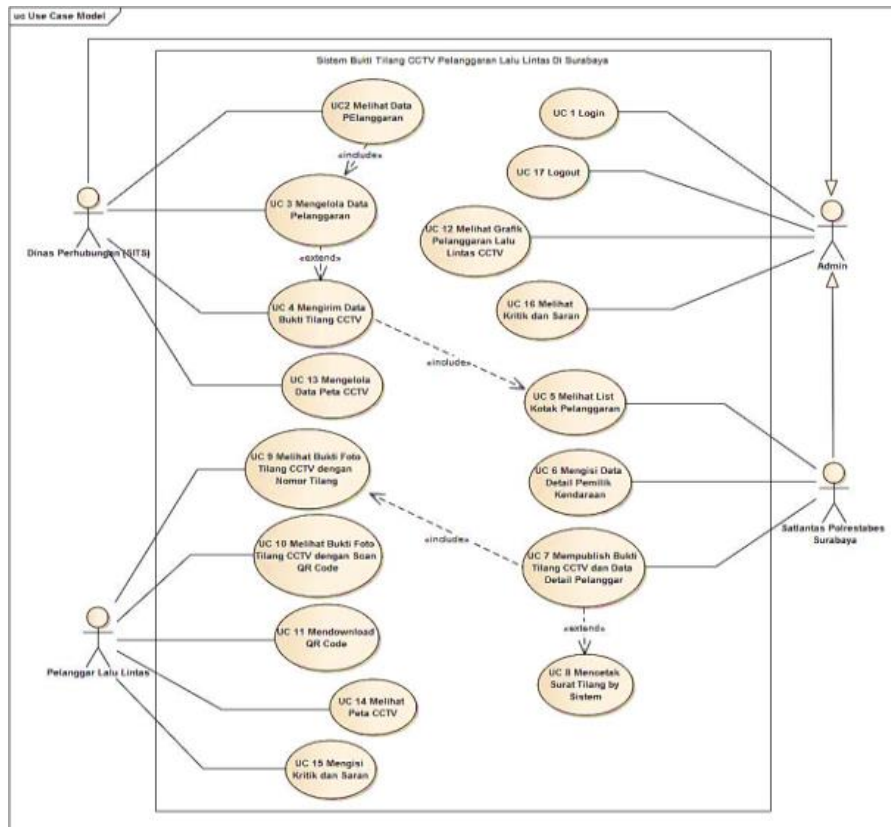 uc Use Case Model
Sistem Bukti Tilang CCTV Pelanggaran Lalu Lintas Di Surabaya
UC2 Melihat Data
PElanggaran
«include»
UC 3 Mengelola Data
Pelanggaran
«extend»
UC 4 Mengirim Data
Bukti Tilang CCTV
«include»
UC 13 Mengelola
Data Peta CCTV
Dinas Perhubungan (SITS)
UC 1 Login
UC 17 Logout
UC 12 Melihat Grafik
Pelanggaran Lalu
Lintas CCTV
UC 16 Melihat
Kritik dan Saran
Admin
UC 5 Melihat List
Kotak Pelanggaran
UC 6 Mengisi Data
Detail Pemilik
Kendaraan
UC 7 Mempublish Bukti
Tilang CCTV dan Data
Detail Pelanggar
«include»
«extend»
UC 8 Mencetak
Surat Tilang by
Sistem
Satlantas Polrestabes
Surabaya
UC 9 Melihat Bukti Foto
Tilang CCTV dengan
Nomor Tilang
UC 10 Melihat Bukti Foto
Tilang CCTV dengan Scan
QR Code
UC 11 Mendownload
QR Code
UC 14 Melihat
Peta CCTV
UC 15 Mengisi
Kritik dan Saran
Pelanggar Lalu Lintas